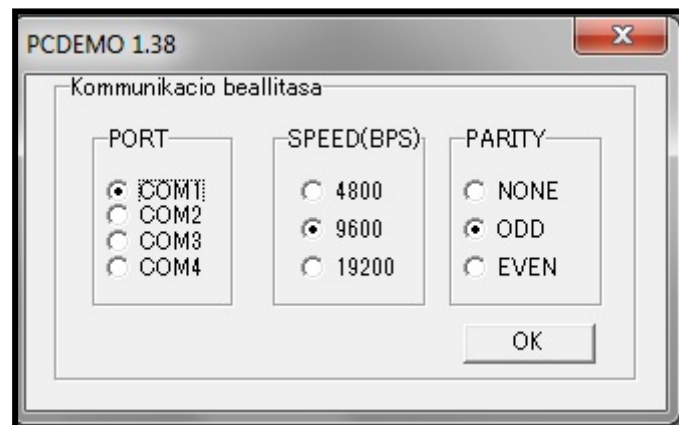 PCDEMO 1.38
Kommunikacio beallitasa
PORT
COM1
COM2
COM3
COM4
SPEED(BPS)
4800
9600
19200
PARITY
NONE
ODD
EVEN
OK